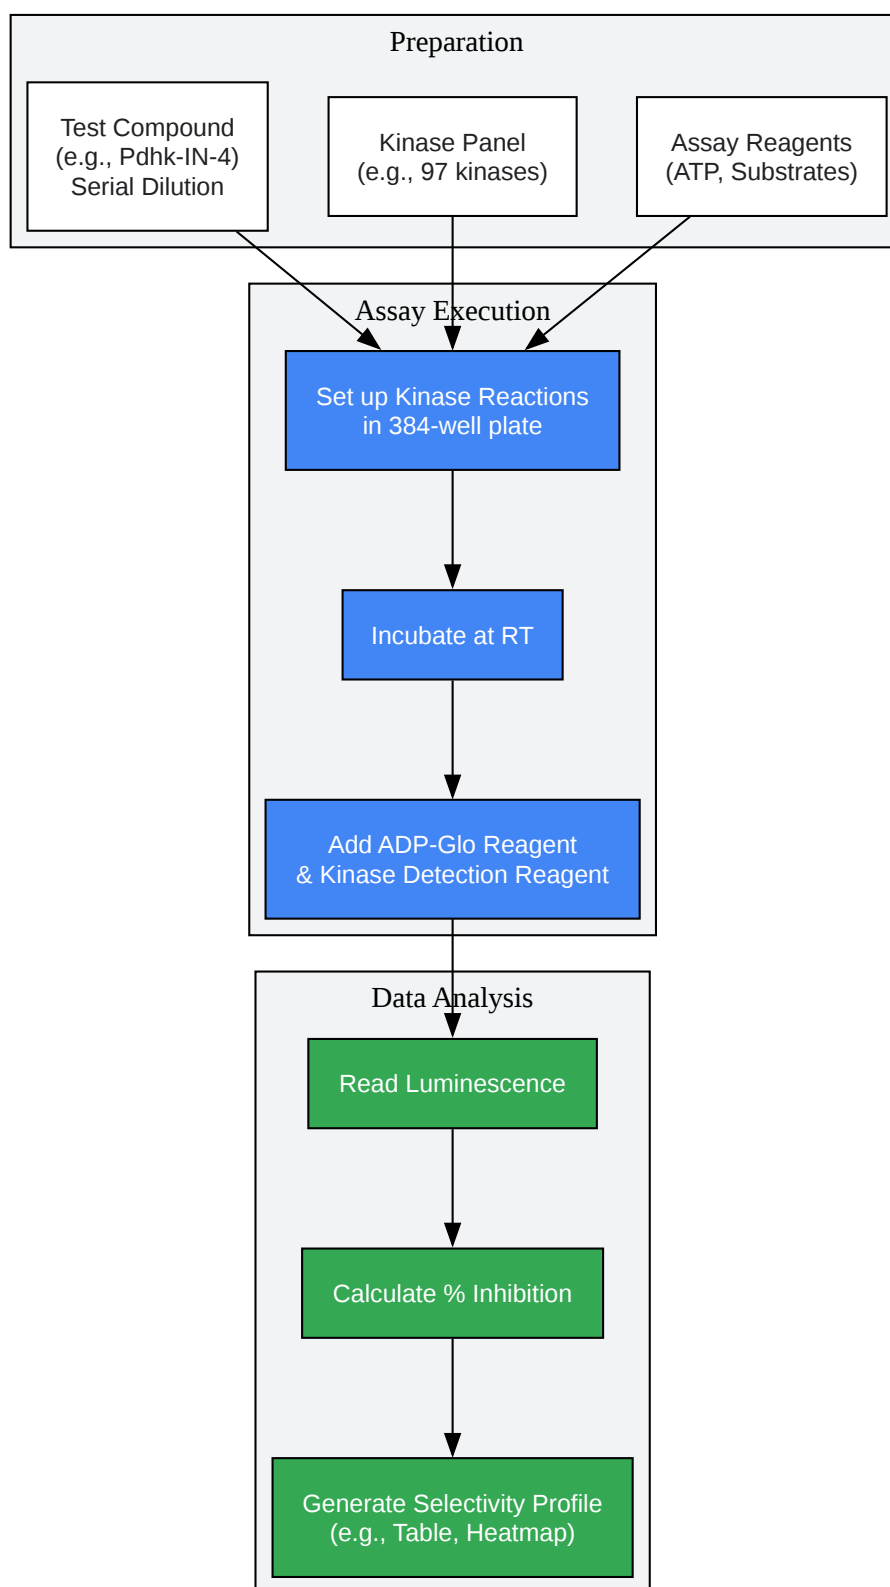 Preparation
Test Compound
(e.g., Pdhk-IN-4)
Serial Dilution
Kinase Panel
(e.g., 97 kinases)
Assay Reagents
(ATP, Substrates)
Assay Execution
Set up Kinase Reactions
in 384-well plate
Incubate at RT
Add ADP-Glo Reagent
& Kinase Detection Reagent
Data Analysis
Read Luminescence
Calculate % Inhibition
Generate Selectivity Profile
(e.g., Table, Heatmap)